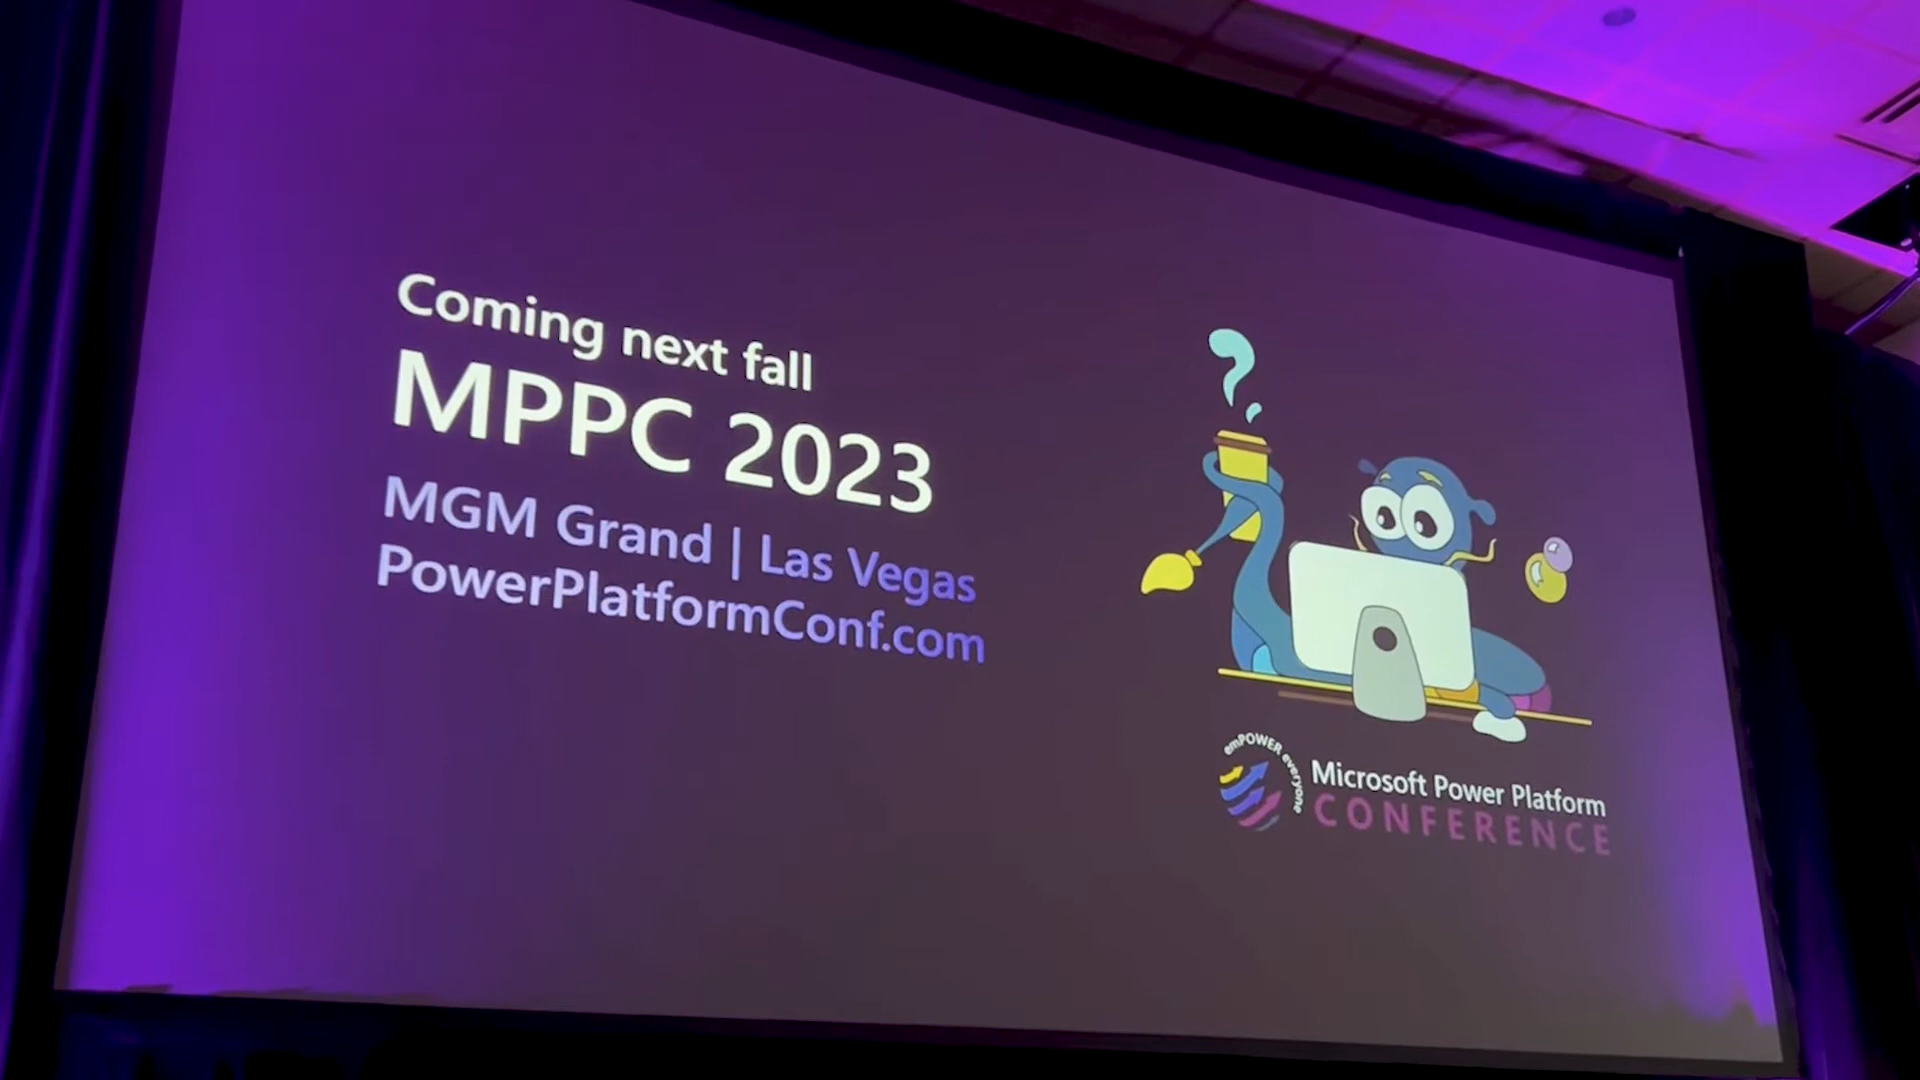 Coming next fall
MPPC 2023
MGM Grand | Las Vegas
PowerPlatformConf.com
emPOWER everyone
Microsoft Power Platform
CONFERENCE